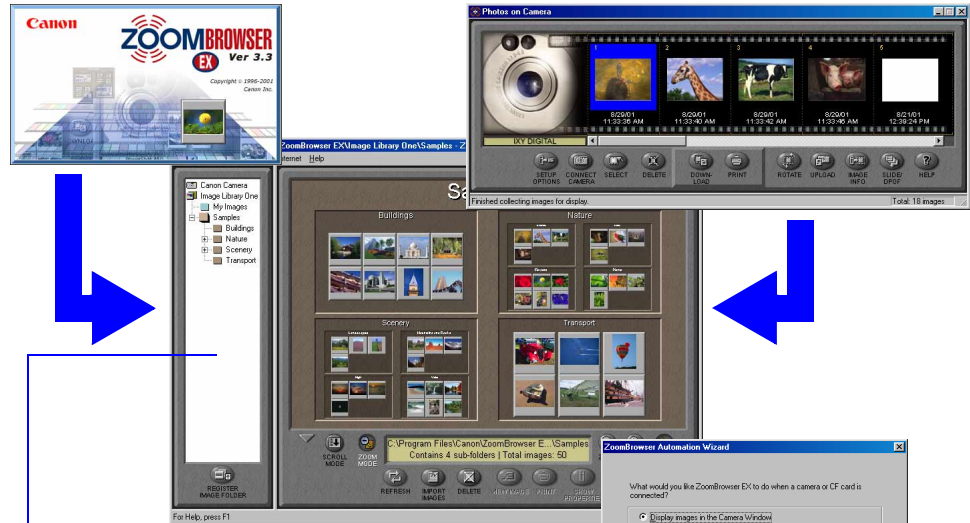 Canon
ZOOMBROWSER
EX Ver 3.3
Copyright © 1996-2001
Canon Inc.
Photos on Camera
1 2 3 4 5
8/29/01 8/29/01 8/29/01 8/29/01 8/21/01
11:33:36 AM 11:33:40 AM 11:33:42 AM 11:33:46 AM 12:39:24 PM
IXY DIGITAL
SETUP OPTIONS
CONNECT CAMERA
SELECT
DELETE
DOWN-LOAD
PRINT
ROTATE
UPLOAD
IMAGE INFO
SLIDE/ DPOF
HELP
Finished collecting images for display.
Total: 18 images
ZoomBrowser EX\Image Library One\Samples - Z
nternet Help
Canon Camera
Image Library One
My Images
Samples
Buildings
Nature
Scenery
Transport
REGISTER
IMAGE FOLDER
For Help, press F1
Sa
Buildings
Nature
Scenery
Transport
SCROLL MODE
ZOOM MODE
C:\Program Files\Canon\ZoomBrowser E...\Samples
Contains 4 sub-folders | Total images: 50
REFRESH
IMPORT IMAGES
DELETE
VIEW IMAGE
PRINT
SHOW PROPERTIE
ZoomBrowser Automation Wizard
What would you like ZoomBrowser EX to do when a camera or CF card is
connected?
Display images in the Camera Window